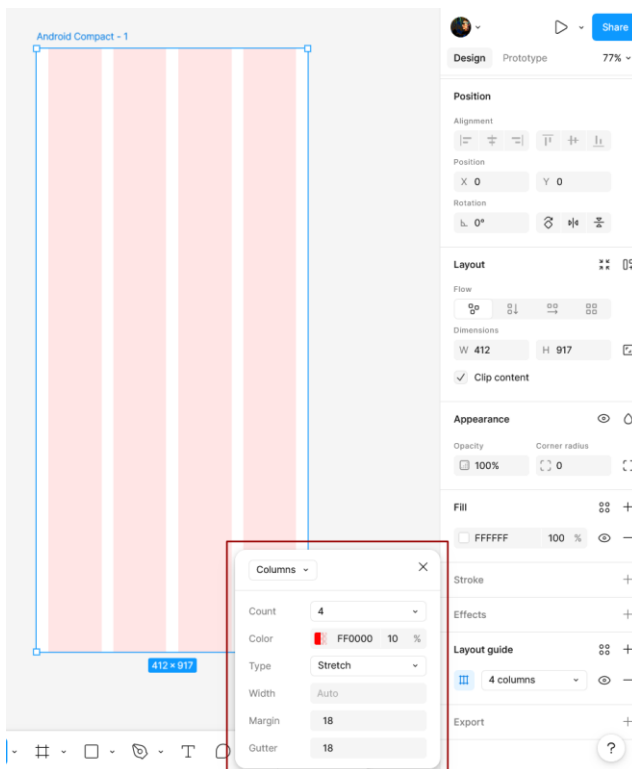 Android Compact - 1
412 × 917
Share
Design Prototype 77%
Position
Alignment
Position
X 0 Y 0
Rotation
0°
Layout
Flow
Dimensions
W 412 H 917
Clip content
Appearance
Opacity Corner radius
100% 0
Fill
FFFFFF 100 %
Stroke
Effects
Layout guide
4 columns
Export
?
Columns
Count 4
Color FF0000 10 %
Type Stretch
Width Auto
Margin 18
Gutter 18
T